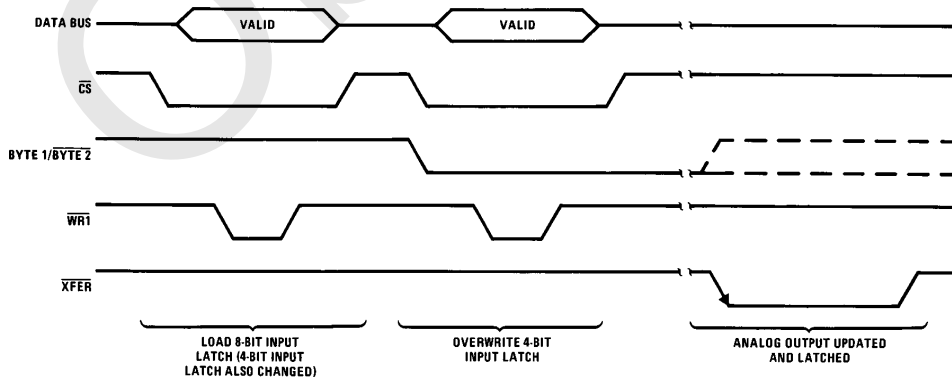 DATA BUS
VALID
VALID
CS
BYTE 1/BYTE 2
WR1
XFER
LOAD 8-BIT INPUT
LATCH (4-BIT INPUT
LATCH ALSO CHANGED)
OVERWRITE 4-BIT
INPUT LATCH
ANALOG OUTPUT UPDATED
AND LATCHED